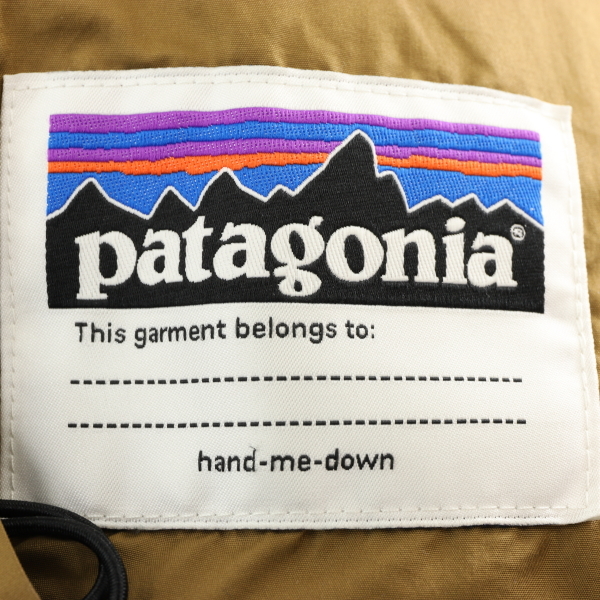 patagonia®
This garment belongs to:
hand-me-down